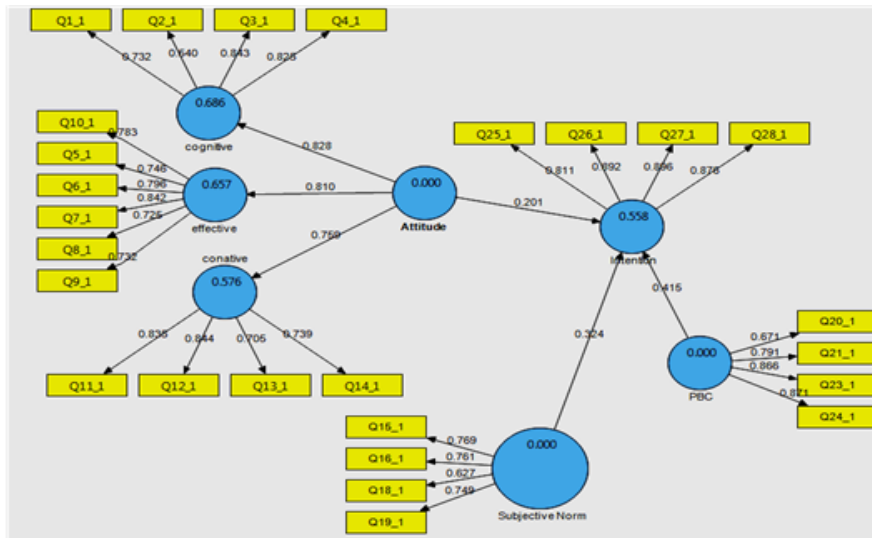 Q1_1
Q2_1
Q3_1
Q4_1
0.732
0.640
0.843
0.825
0.686
cognitive
Q10_1
Q5_1
Q6_1
Q7_1
Q8_1
Q9_1
0.783
0.746
0.796
0.842
0.725
0.732
0.657
effective
0.828
0.810
0.759
0.000
Attitude
0.201
Q25_1
Q26_1
Q27_1
Q28_1
0.811
0.892
0.896
0.876
0.558
Intention
conative
0.576
0.835
0.844
0.705
0.739
Q11_1
Q12_1
Q13_1
Q14_1
0.324
0.415
0.000
PBC
0.671
0.791
0.866
0.871
Q20_1
Q21_1
Q23_1
Q24_1
Q15_1
Q16_1
Q18_1
Q19_1
0.769
0.761
0.627
0.749
0.000
Subjective Norm